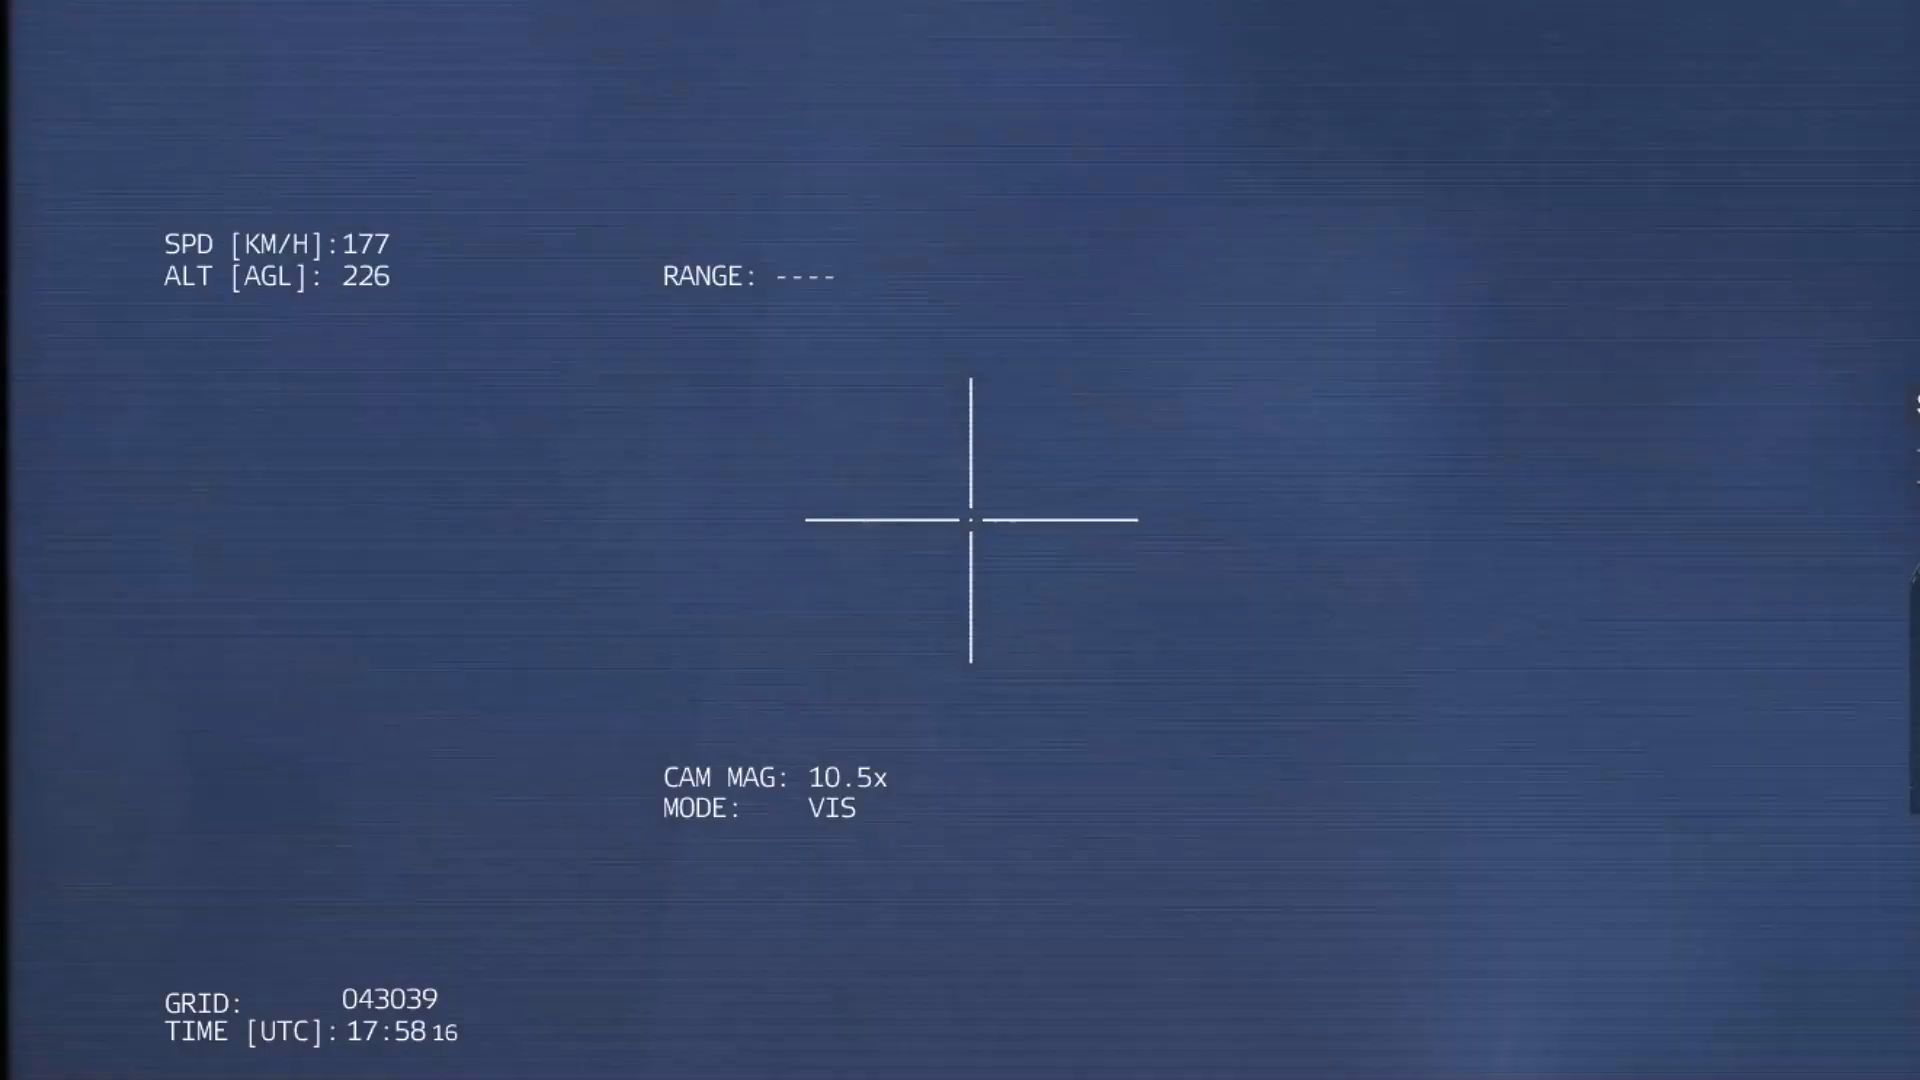 SPD [KM/H]:177
ALT [AGL]: 226
RANGE: ----
CAM MAG: 10.5x
MODE: VIS
GRID: 043039
TIME [UTC]: 17:58 16